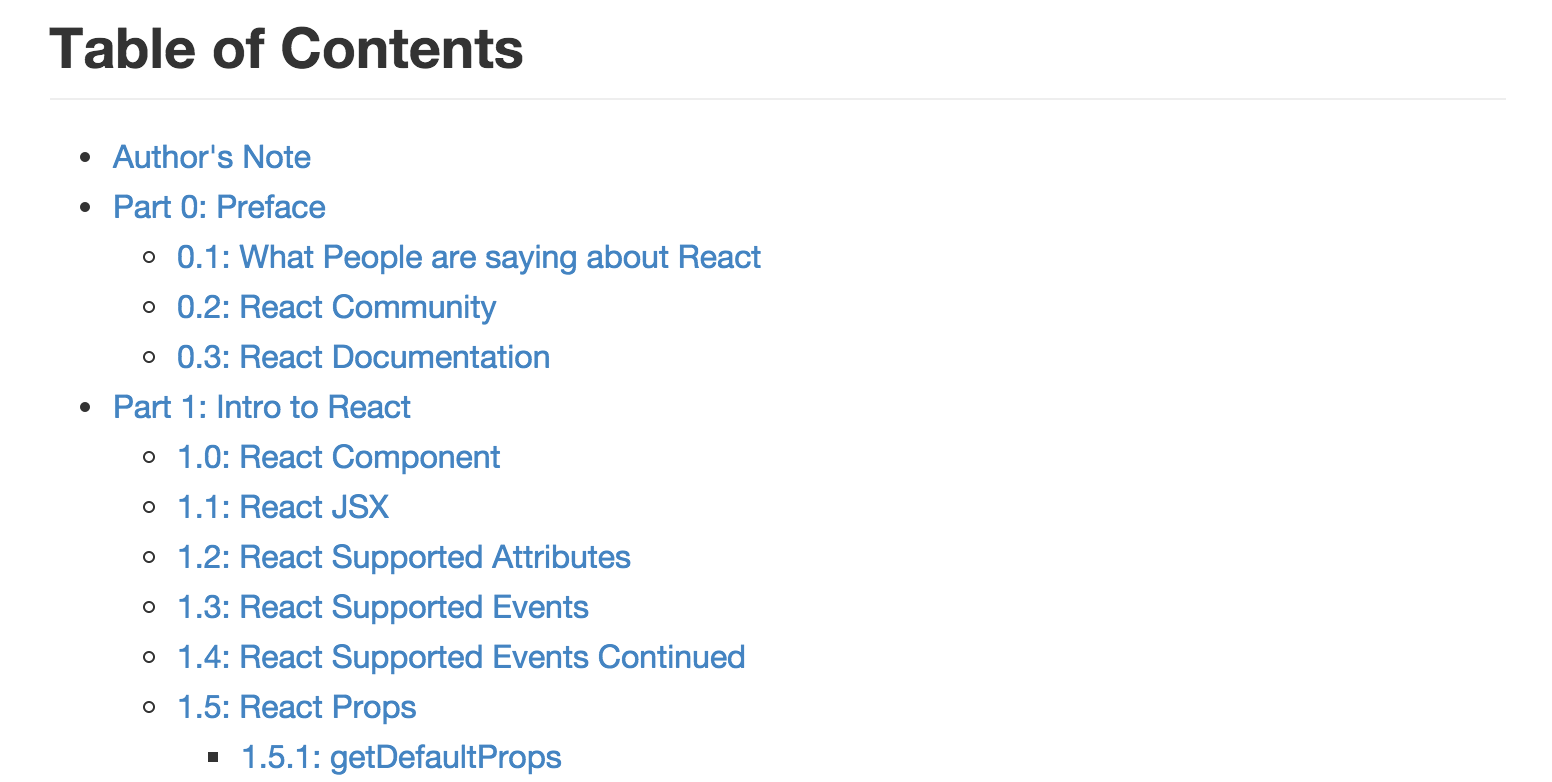 Table of Contents
Author's Note
Part 0: Preface
0.1: What People are saying about React
0.2: React Community
0.3: React Documentation
Part 1: Intro to React
1.0: React Component
1.1: React JSX
1.2: React Supported Attributes
1.3: React Supported Events
1.4: React Supported Events Continued
1.5: React Props
1.5.1: getDefaultProps